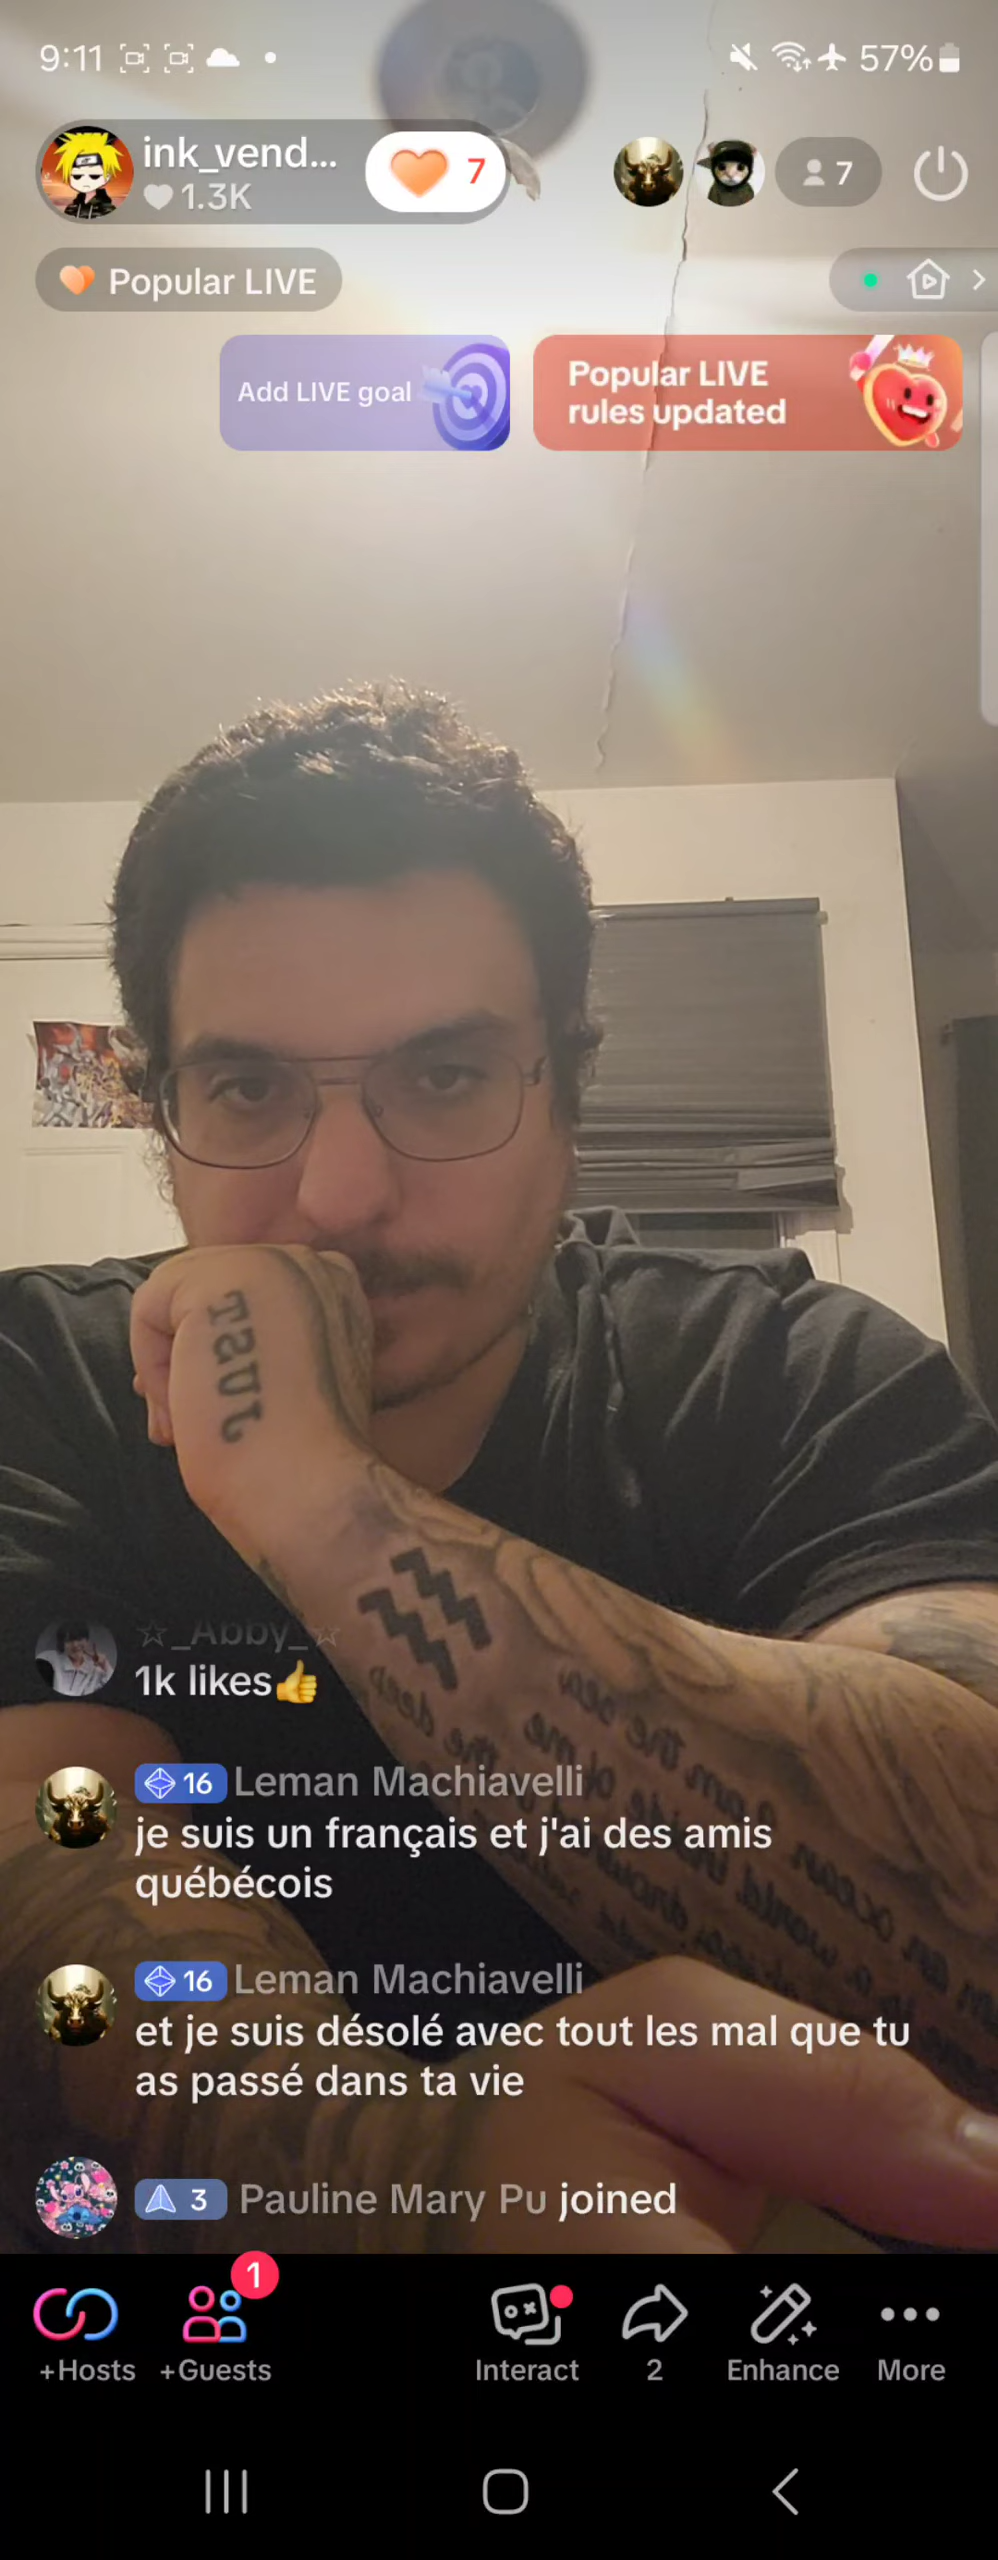 9:11
57%
ink_vend...
1.3K
7
7
Popular LIVE
Add LIVE goal
Popular LIVE
rules updated
JUST
☆_Abby_☆
1k likes👍
16 Leman Machiavelli
je suis un français et j'ai des amis
québécois
16 Leman Machiavelli
et je suis désolé avec tout les mal que tu
as passé dans ta vie
3 Pauline Mary Pu joined
1
+Hosts
+Guests
Interact
2
Enhance
More